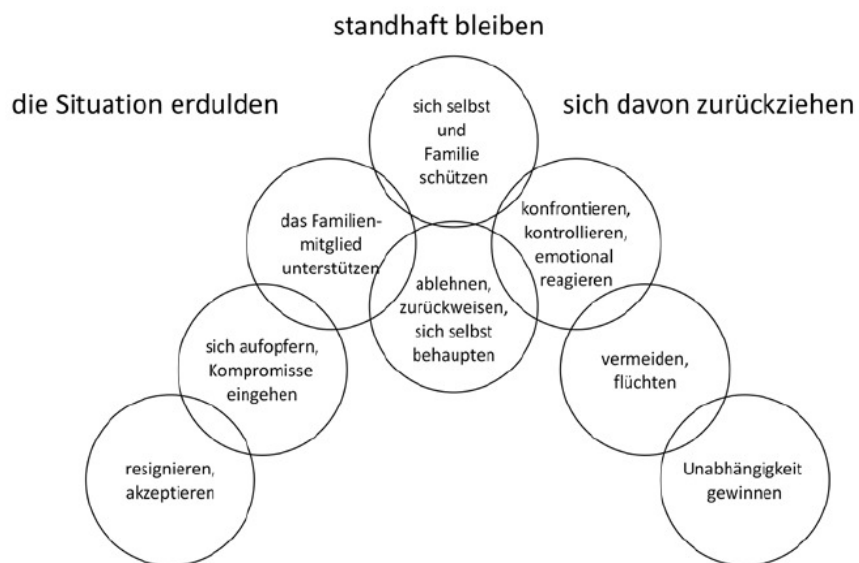 standhaft bleiben
die Situation erdulden
sich davon zurückziehen
sich selbst
und
Familie
schützen
das Familien-
mitglied
unterstützen
konfrontieren,
kontrollieren,
emotional
reagieren
ablehnen,
zurückweisen,
sich selbst
behaupten
sich aufopfern,
Kompromisse
eingehen
vermeiden,
flüchten
resignieren,
akzeptieren
Unabhängigkeit
gewinnen